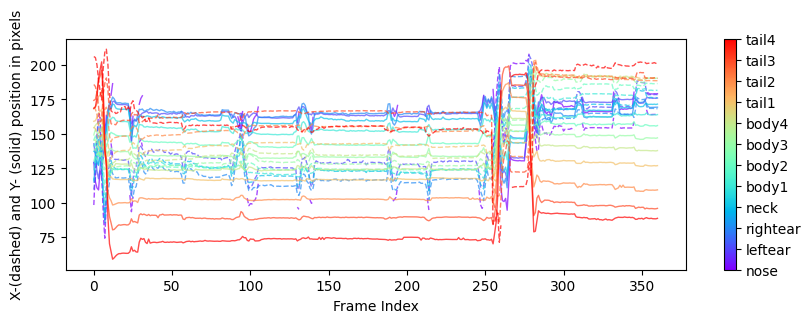 X-(dashed) and Y- (solid) position in pixels
200
175
150
125
100
75
0
50
100
150
200
250
300
350
Frame Index
tail4
tail3
tail2
tail1
body4
body3
body2
body1
neck
rightear
leftear
nose